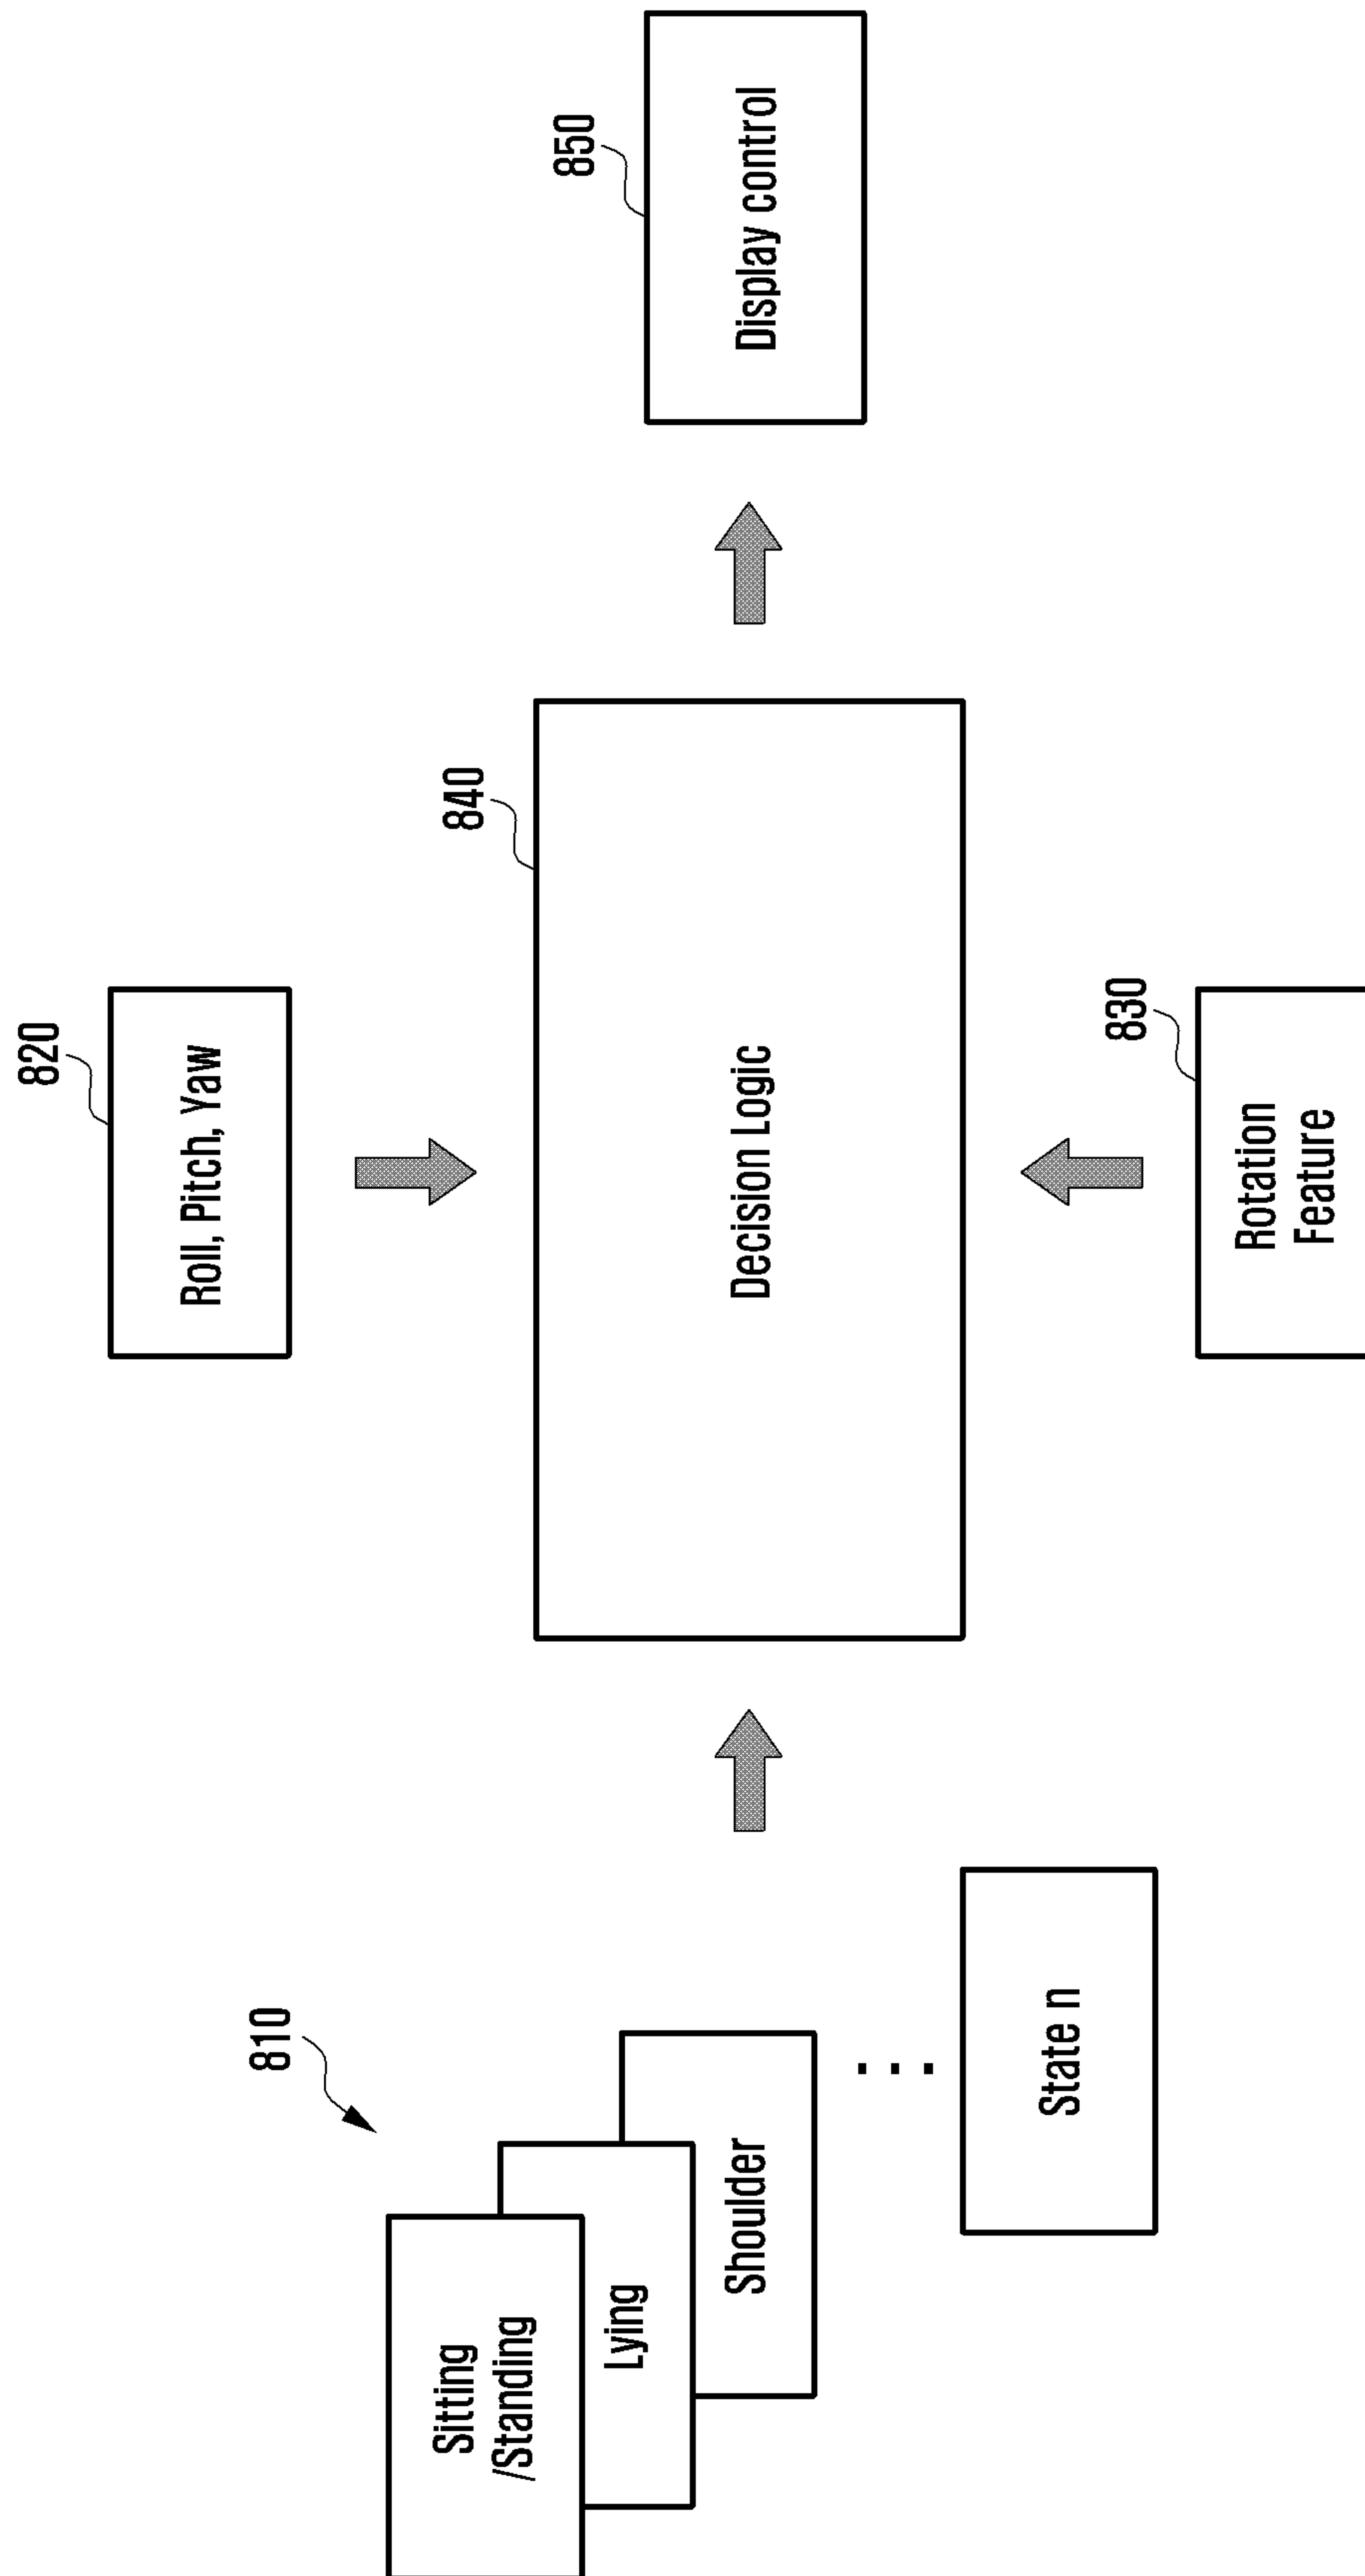 810
Sitting
/Standing
Lying
Shoulder
...
State n
820
Roll, Pitch, Yaw
840
Decision Logic
830
Rotation
Feature
850
Display control